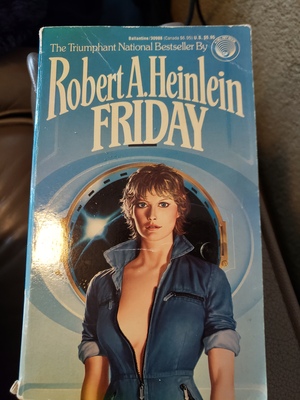 The Triumphant National Bestseller By
Robert A. Heinlein
FRIDAY